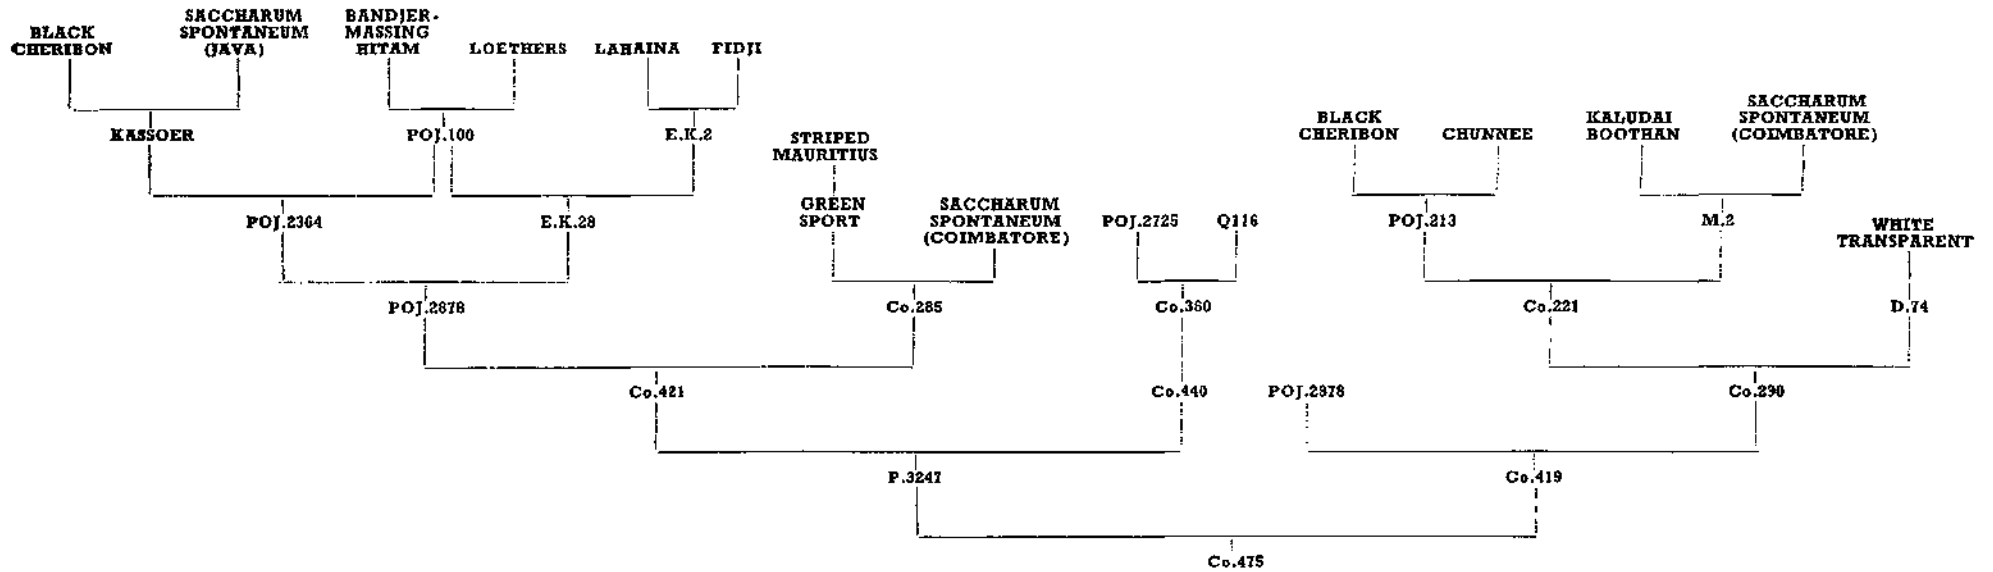 BLACK
CHERIBON
SACCHARUM
SPONTANEUM
(JAVA)
BANDJER-
MASSING
HITAM
LOETHERS
LAHAINA
FIDJI
KASSOER
POJ.100
E.K.2
STRIPED
MAURITIUS
BLACK
CHERIBON
CHUNNEE
KALUDAI
BOOTHAN
SACCHARUM
SPONTANEUM
(COIMBATORE)
POJ.2364
E.K.28
GREEN
SPORT
SACCHARUM
SPONTANEUM
(COIMBATORE)
POJ.2725
Q116
POJ.213
M.2
WHITE
TRANSPARENT
POJ.2878
Co.285
Co.360
Co.221
D.74
Co.421
Co.440
POJ.2878
Co.290
P.3247
Co.419
Co.475